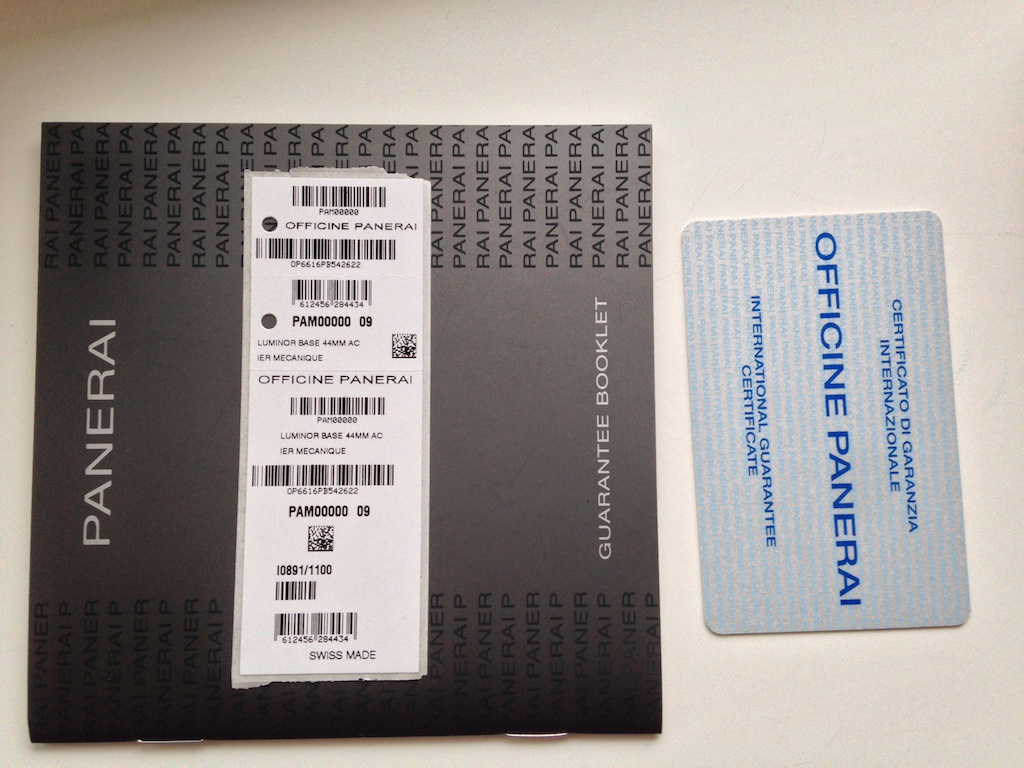 PANERAI
PAM00000
OFFICINE PANERAI
OP6616PB542622
612456 284434
PAM00000 09
LUMINOR BASE 44MM AC
IER MECANIQUE
OFFICINE PANERAI
PAM00000
LUMINOR BASE 44MM AC
IER MECANIQUE
OP6616PB542622
PAM00000 09
I0891/1100
612456 284434
SWISS MADE
GUARANTEE BOOKLET
CERTIFICATO DI GARANZIA
INTERNAZIONALE
OFFICINE PANERAI
INTERNATIONAL GUARANTEE
CERTIFICATE